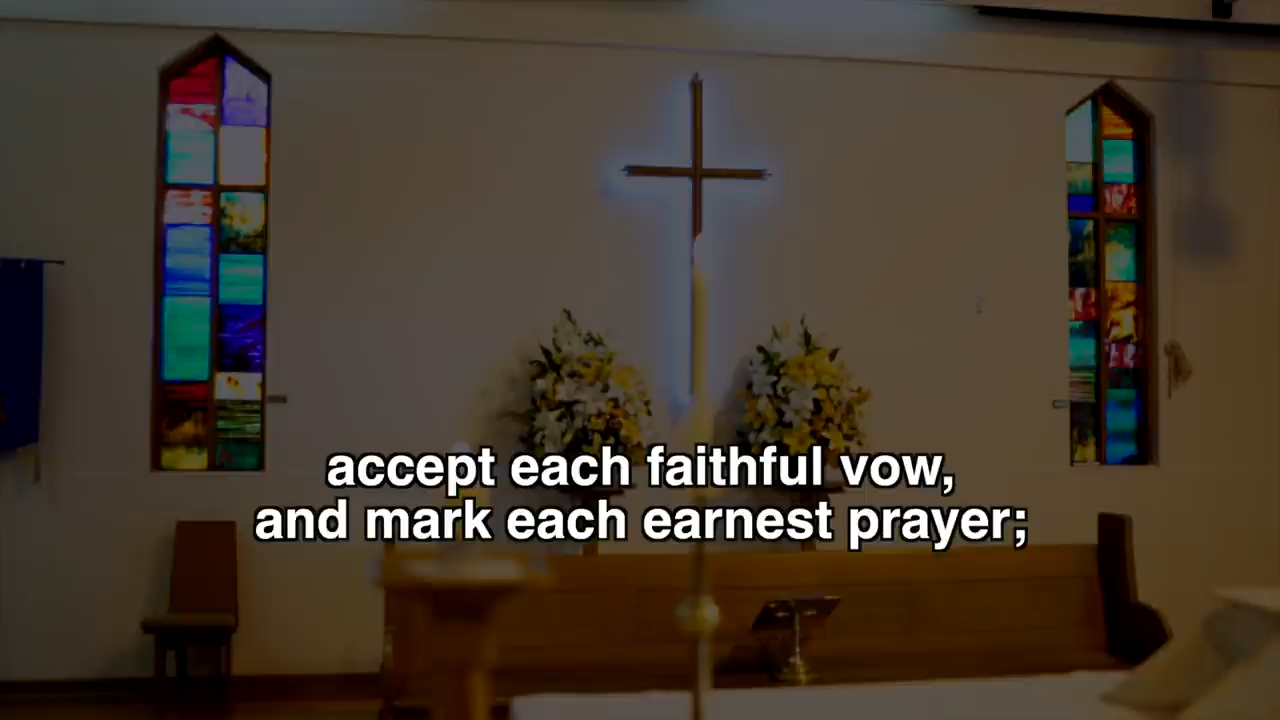 accept each faithful vow,
and mark each earnest prayer;